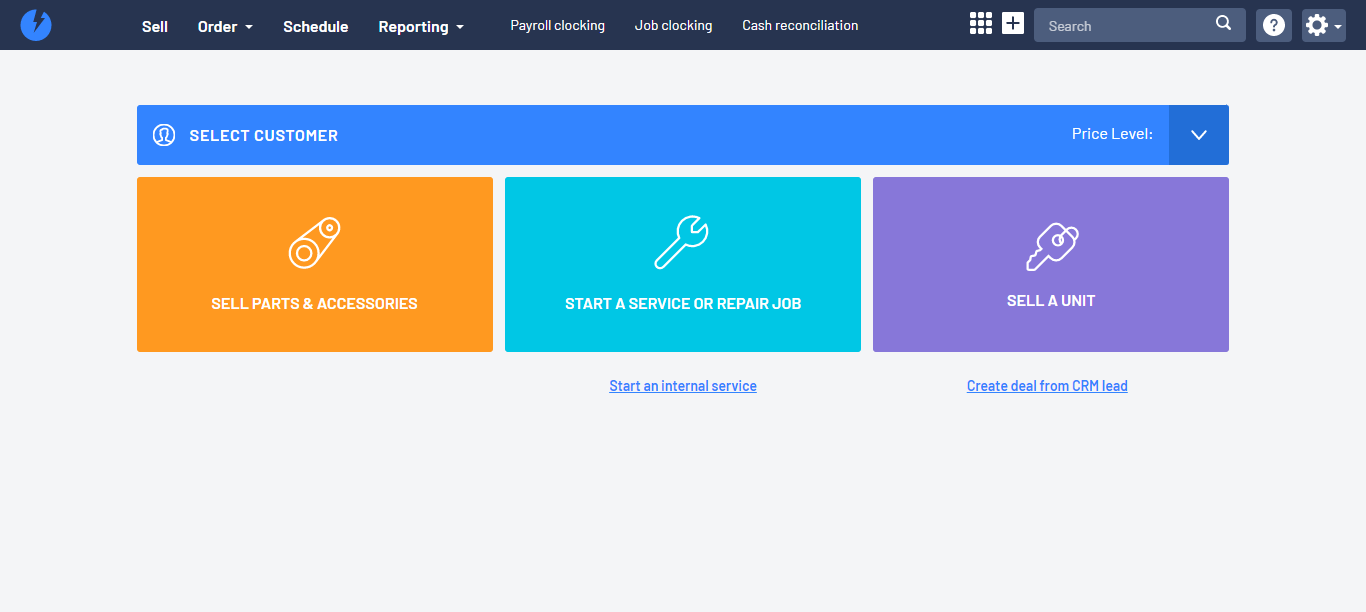 Sell Order Schedule Reporting Payroll clocking Job clocking Cash reconciliation Search ?
SELECT CUSTOMER Price Level:
SELL PARTS & ACCESSORIES START A SERVICE OR REPAIR JOB SELL A UNIT
Start an internal service Create deal from CRM lead